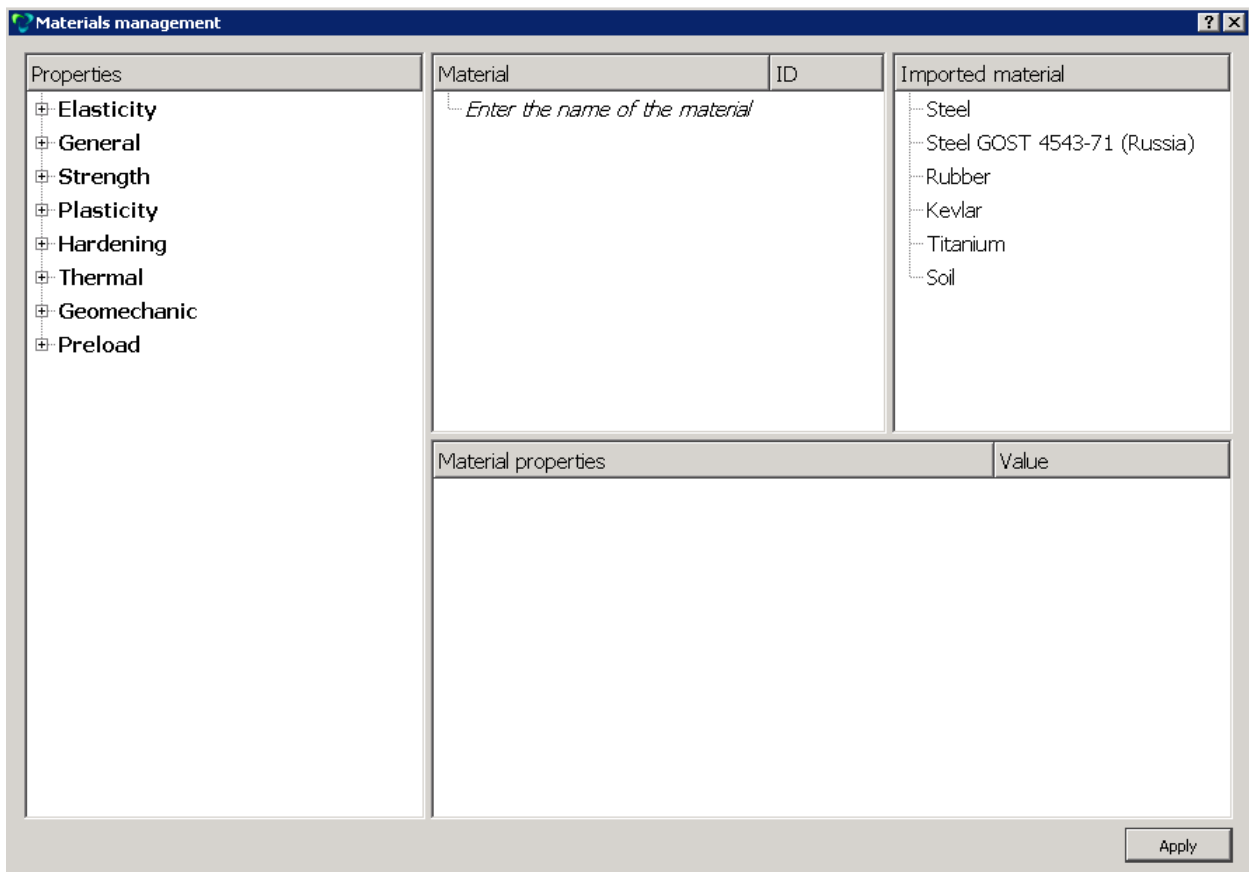 Materials management
Properties
Elasticity
General
Strength
Plasticity
Hardening
Thermal
Geomechanic
Preload
Material ID
Enter the name of the material
Imported material
Steel
Steel GOST 4543-71 (Russia)
Rubber
Kevlar
Titanium
Soil
Material properties Value
Apply